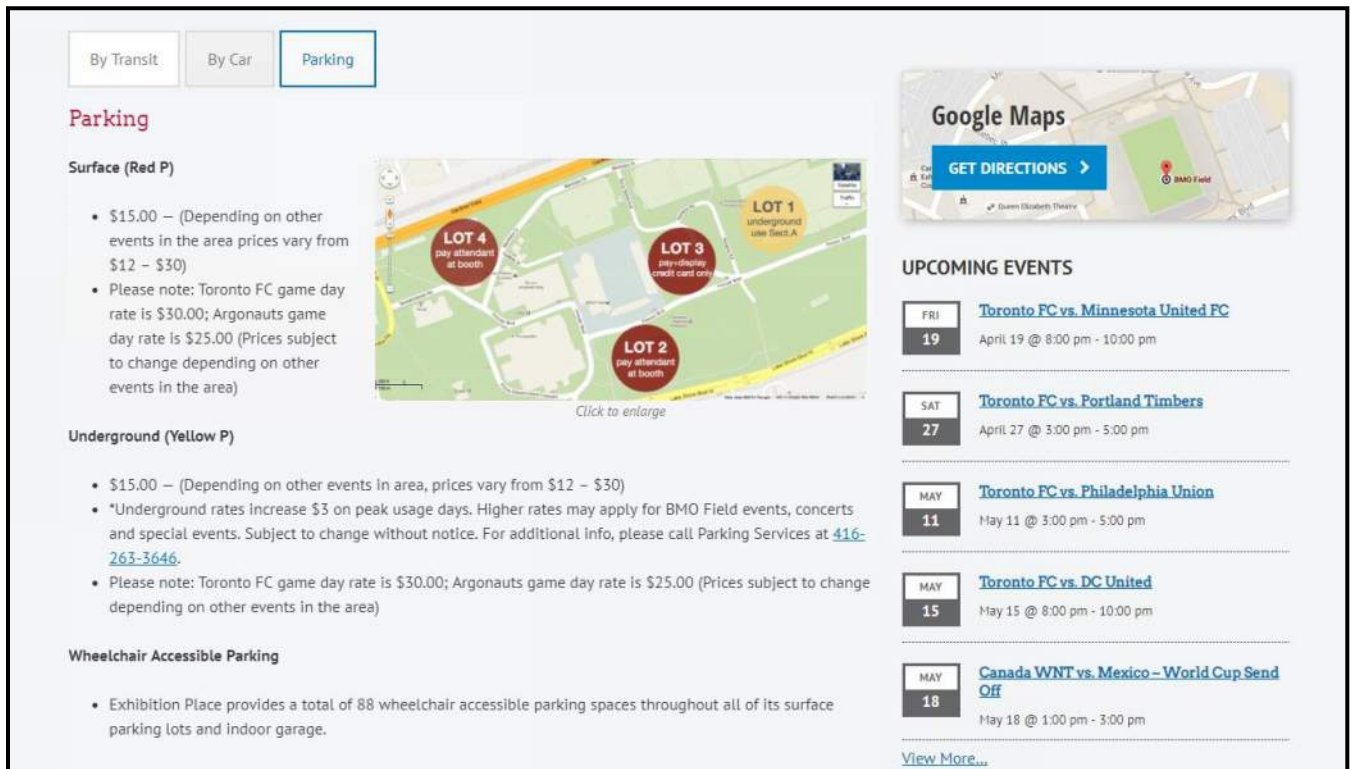 By Transit
By Car
Parking
Parking
Surface (Red P)
• $15.00 — (Depending on other
events in the area prices vary from
$12 – $30)
• Please note: Toronto FC game day
rate is $30.00; Argonauts game
day rate is $25.00 (Prices subject
to change depending on other
events in the area)
LOT 1
underground
use Sect.A
LOT 4
pay attendant
at booth
LOT 3
pay+display
credit card only
LOT 2
pay attendant
at booth
Click to enlarge
Underground (Yellow P)
• $15.00 — (Depending on other events in area, prices vary from $12 – $30)
• *Underground rates increase $3 on peak usage days. Higher rates may apply for BMO Field events, concerts
and special events. Subject to change without notice. For additional info, please call Parking Services at 416-
263-3646.
• Please note: Toronto FC game day rate is $30.00; Argonauts game day rate is $25.00 (Prices subject to change
depending on other events in the area)
Wheelchair Accessible Parking
• Exhibition Place provides a total of 88 wheelchair accessible parking spaces throughout all of its surface
parking lots and indoor garage.
Google Maps
GET DIRECTIONS
BMO Field
Queen Elizabeth Theatre
UPCOMING EVENTS
FRI
19
Toronto FC vs. Minnesota United FC
April 19 @ 8:00 pm - 10:00 pm
SAT
27
Toronto FC vs. Portland Timbers
April 27 @ 3:00 pm - 5:00 pm
MAY
11
Toronto FC vs. Philadelphia Union
May 11 @ 3:00 pm - 5:00 pm
MAY
15
Toronto FC vs. DC United
May 15 @ 8:00 pm - 10:00 pm
MAY
18
Canada WNT vs. Mexico – World Cup Send
Off
May 18 @ 1:00 pm - 3:00 pm
View More...